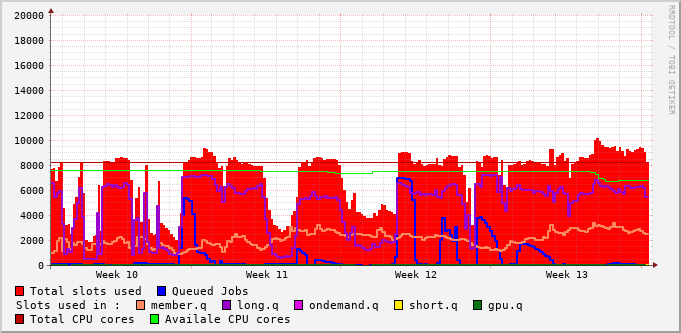 20000
18000
16000
14000
12000
10000
8000
6000
4000
2000
0
Week 10 Week 11 Week 12 Week 13
RRDTOOL / TOBI OETIKER
Total slots used Queued Jobs
Slots used in : member.q long.q ondemand.q short.q gpu.q
Total CPU cores Availale CPU cores